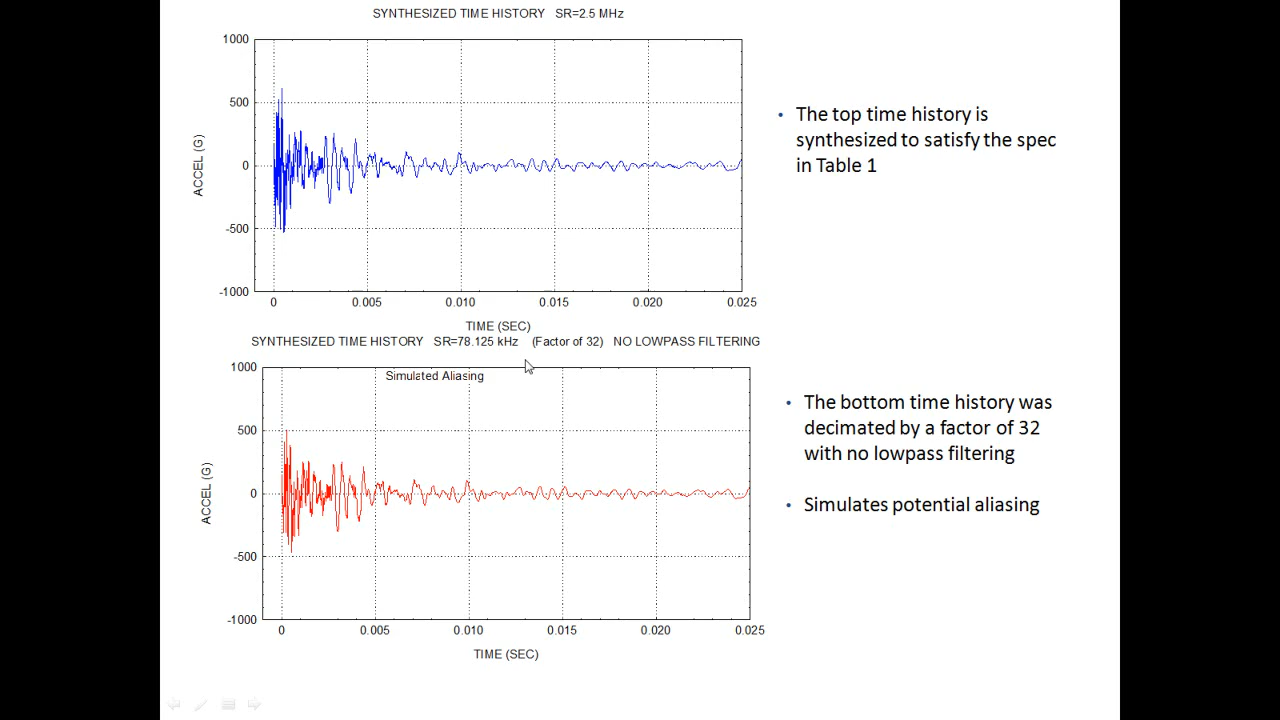 SYNTHESIZED TIME HISTORY   SR=2.5 MHz
1000
500
0
-500
-1000
ACCEL (G)
0 0.005 0.010 0.015 0.020 0.025
TIME (SEC)
• The top time history is
synthesized to satisfy the spec
in Table 1
SYNTHESIZED TIME HISTORY   SR=78.125 kHz   (Factor of 32)   NO LOWPASS FILTERING
Simulated Aliasing
1000
500
0
-500
-1000
ACCEL (G)
0 0.005 0.010 0.015 0.020 0.025
TIME (SEC)
• The bottom time history was
decimated by a factor of 32
with no lowpass filtering
• Simulates potential aliasing